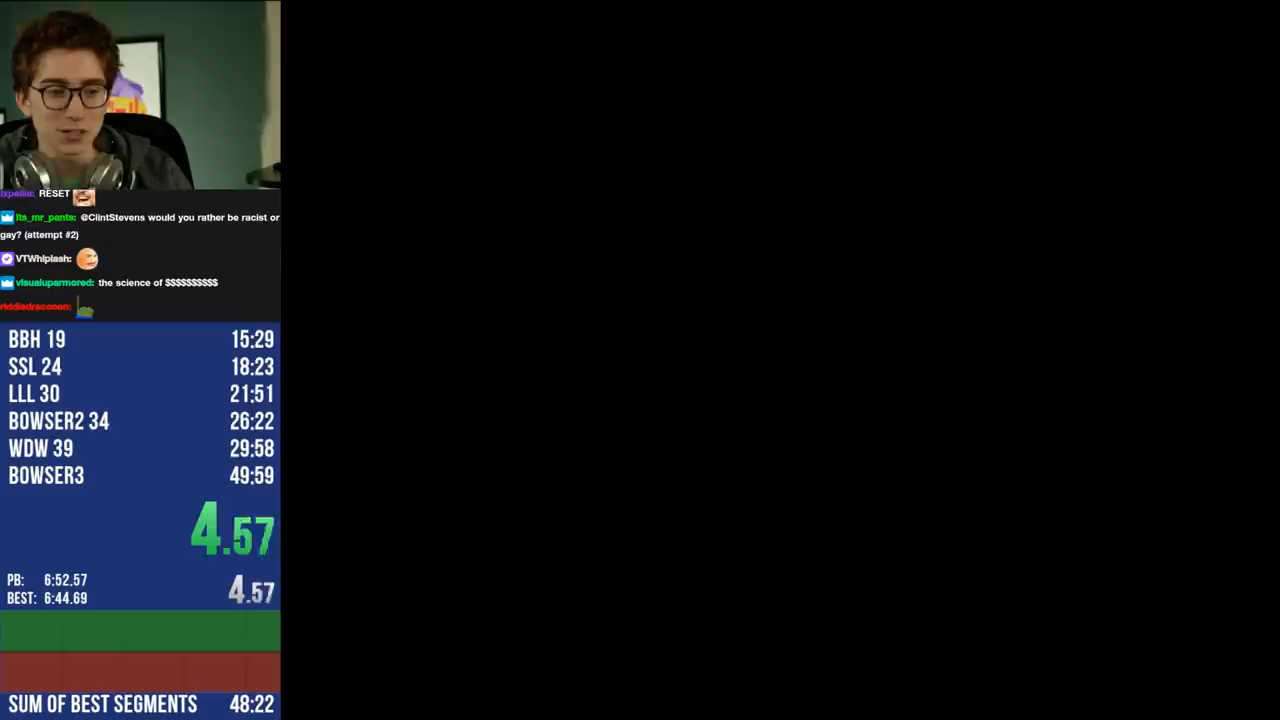 RESET
its_mr_pants: @ClintStevens would you rather be racist or
gay? (attempt #2)
VTWhiplash:
visualuparmored: the science of $$$$$$$$$$
BBH 19 15:29
SSL 24 18:23
LLL 30 21:51
BOWSER2 34 26:22
WDW 39 29:58
BOWSER3 49:59
4.57
PB: 6:52.57
BEST: 6:44.69
4.57
SUM OF BEST SEGMENTS 48:22